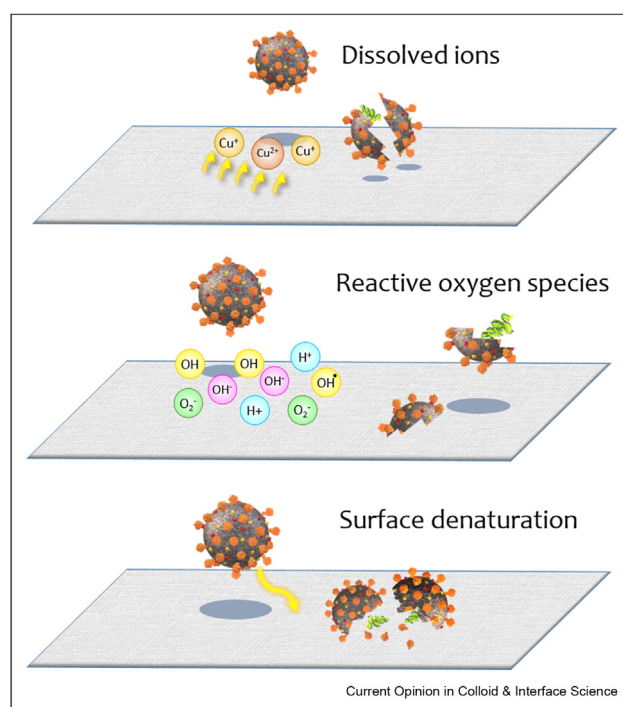 Dissolved ions
Cu⁺
Cu²⁺
Cu⁺
Reactive oxygen species
OH
OH
H⁺
OH⁻
OH⁻
OH•
O₂⁻
H+
O₂⁻
Surface denaturation
Current Opinion in Colloid & Interface Science